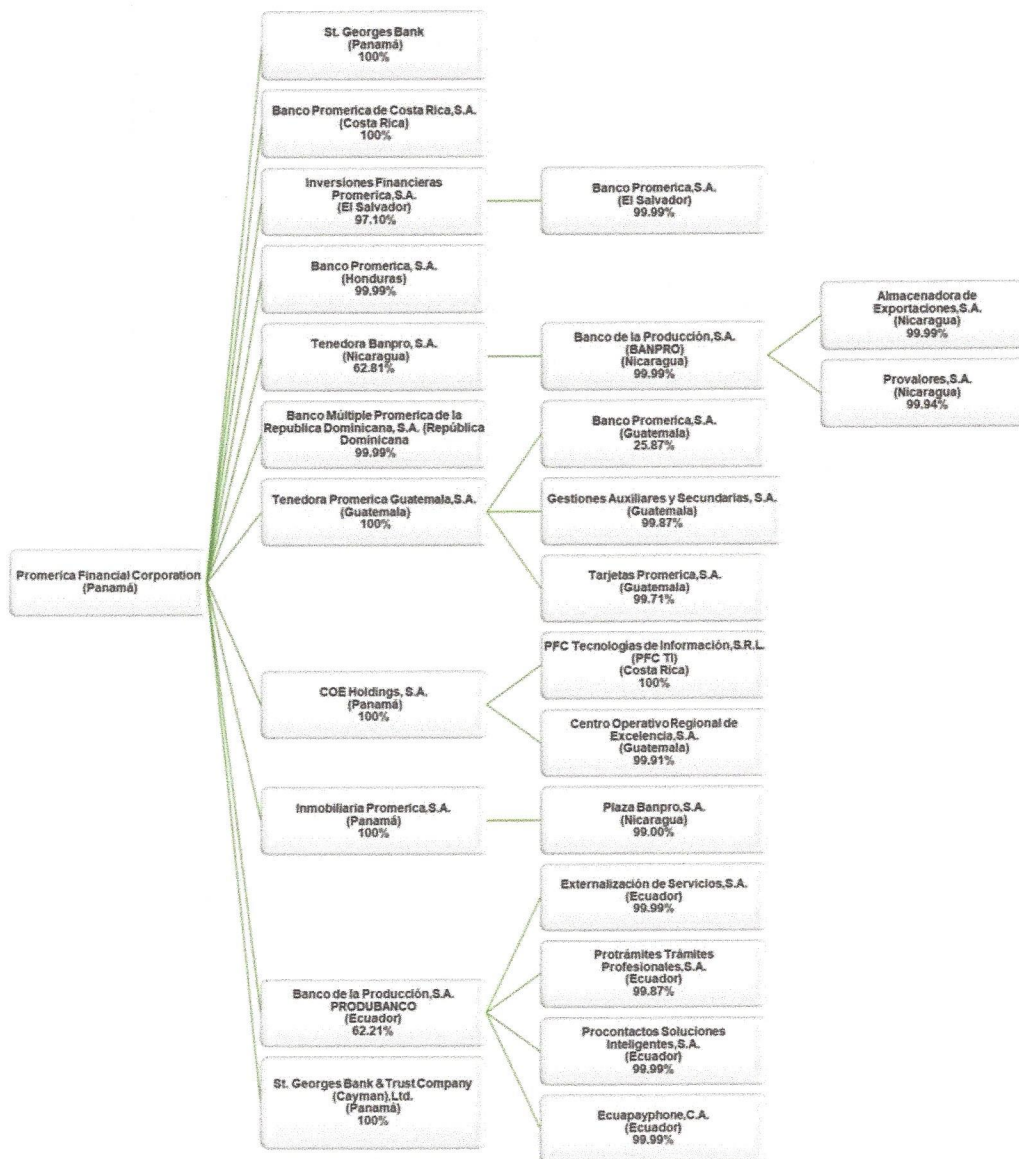 St. Georges Bank
(Panamá)
100%
Banco Promerica de Costa Rica,S.A.
(Costa Rica)
100%
Inversiones Financieras
Promerica,S.A.
(El Salvador)
97.10%
Banco Promerica,S.A.
(El Salvador)
99.99%
Banco Promerica, S.A.
(Honduras)
99.99%
Tenedora Banpro, S.A.
(Nicaragua)
62.81%
Banco de la Producción,S.A.
(BANPRO)
(Nicaragua)
99.99%
Almacenadora de
Exportaciones,S.A.
(Nicaragua)
99.99%
Provalores,S.A.
(Nicaragua)
99.94%
Banco Múltiple Promerica de la
Republica Dominicana, S.A. (República
Dominicana
99.99%
Tenedora Promerica Guatemala,S.A.
(Guatemala)
100%
Banco Promerica,S.A.
(Guatemala)
25.87%
Gestiones Auxiliares y Secundarias, S.A.
(Guatemala)
99.87%
Tarjetas Promerica,S.A.
(Guatemala)
99.71%
Promerica Financial Corporation
(Panamá)
COE Holdings, S.A.
(Panamá)
100%
PFC Tecnologías de Información,S.R.L.
(PFC TI)
(Costa Rica)
100%
Centro Operativo Regional de
Excelencia,S.A.
(Guatemala)
99.91%
Inmobiliaria Promerica,S.A.
(Panamá)
100%
Plaza Banpro,S.A.
(Nicaragua)
99.00%
Banco de la Producción,S.A.
PRODUBANCO
(Ecuador)
62.21%
Externalización de Servicios,S.A.
(Ecuador)
99.99%
Protrámites Trámites
Profesionales,S.A.
(Ecuador)
99.87%
Procontactos Soluciones
Inteligentes,S.A.
(Ecuador)
99.99%
Ecuapayphone,C.A.
(Ecuador)
99.99%
St. Georges Bank & Trust Company
(Cayman),Ltd.
(Panamá)
100%